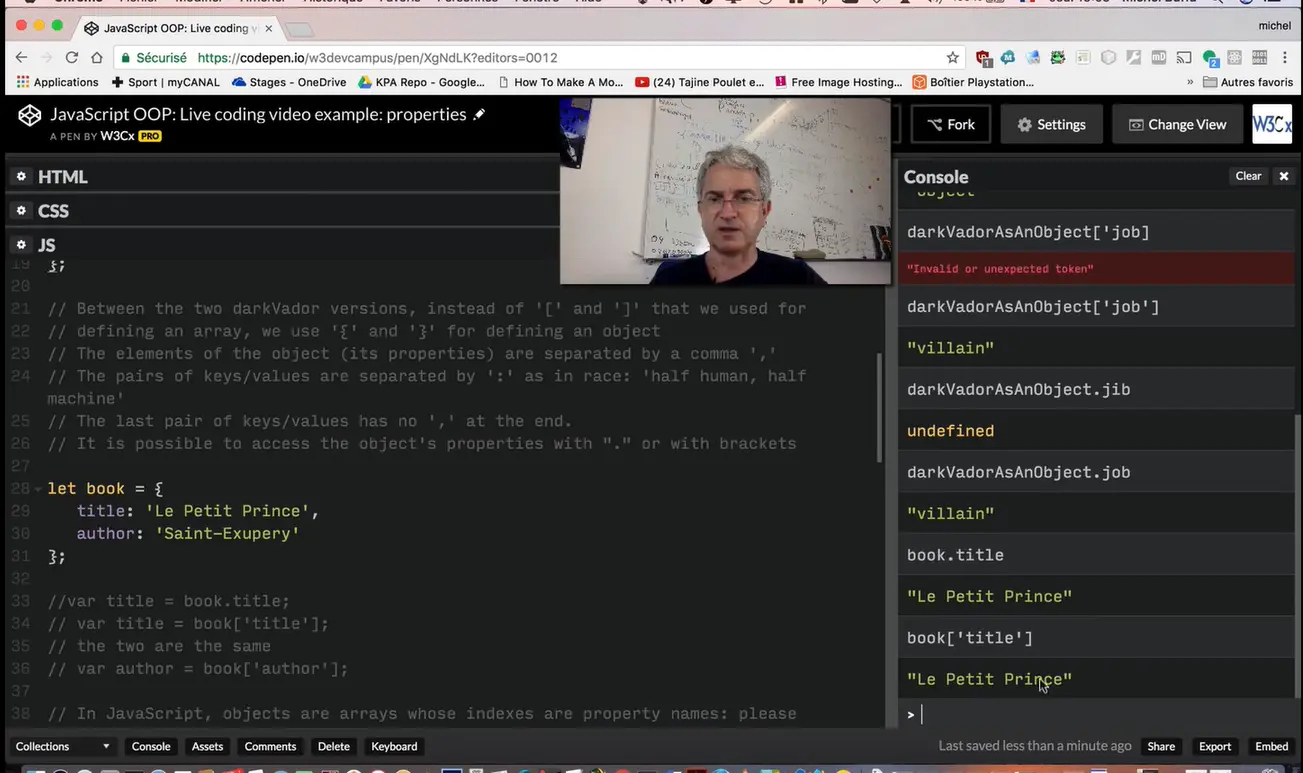 JavaScript OOP: Live coding v
michel
Sécurisé
https://codepen.io/w3devcampus/pen/XgNdLK?editors=0012
Applications
Sport | myCANAL
Stages - OneDrive
KPA Repo - Google...
How To Make A Mo...
(24) Tajine Poulet e...
Free Image Hosting...
Boîtier Playstation...
»
Autres favoris
JavaScript OOP: Live coding video example: properties
A PEN BY W3Cx PRO
Fork
Settings
Change View
W3Cx
HTML
CSS
JS
19 };
20
21 // Between the two darkVador versions, instead of '[' and ']' that we used for
22 // defining an array, we use '{' and '}' for defining an object
23 // The elements of the object (its properties) are separated by a comma ','
24 // The pairs of keys/values are separated by ':' as in race: 'half human, half
machine'
25 // The last pair of keys/values has no ',' at the end.
26 // It is possible to access the object's properties with "." or with brackets
27
28 let book = {
29 title: 'Le Petit Prince',
30 author: 'Saint-Exupery'
31 };
32
33 //var title = book.title;
34 // var title = book['title'];
35 // the two are the same
36 // var author = book['author'];
37
38 // In JavaScript, objects are arrays whose indexes are property names: please
Console
Clear
×
"object"
darkVadorAsAnObject['job]
"Invalid or unexpected token"
darkVadorAsAnObject['job']
"villain"
darkVadorAsAnObject.jib
undefined
darkVadorAsAnObject.job
"villain"
book.title
"Le Petit Prince"
book['title']
"Le Petit Prince"
>
Collections
Console
Assets
Comments
Delete
Keyboard
Last saved less than a minute ago
Share
Export
Embed